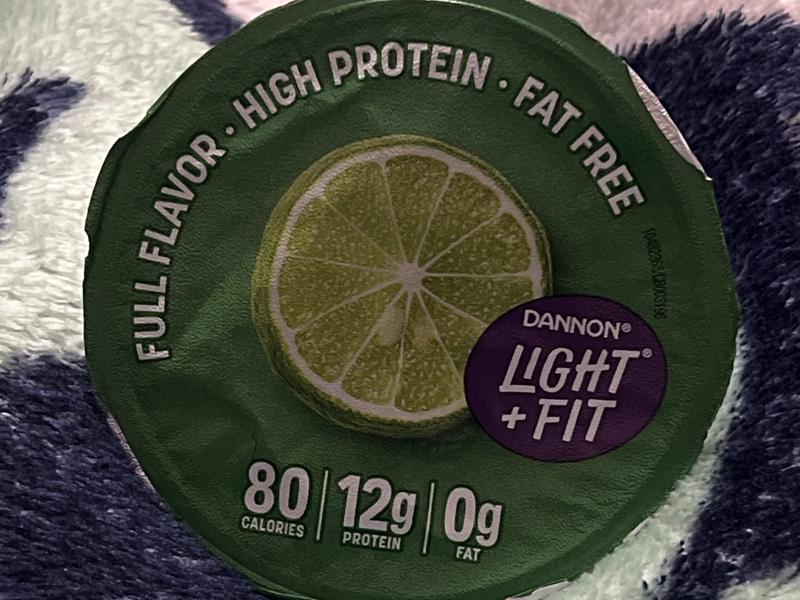 FULL FLAVOR · HIGH PROTEIN · FAT FREE
DANNON®
LIGHT®
+ FIT
80 CALORIES | 12g PROTEIN | 0g FAT